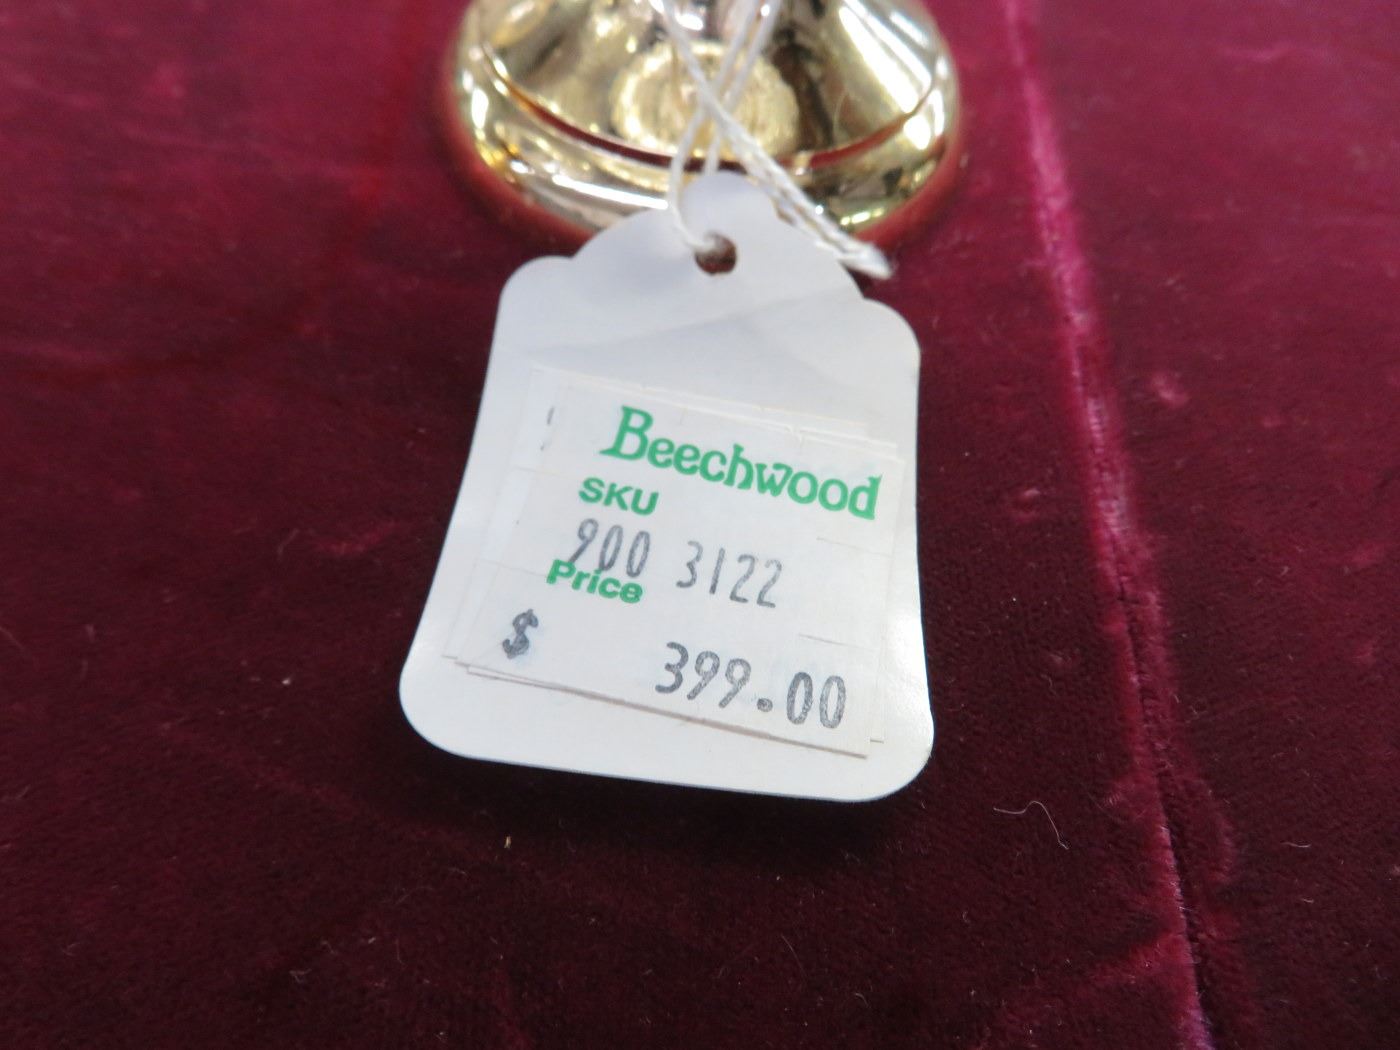 Beechwood
SKU
900 3122
Price
$ 399.00